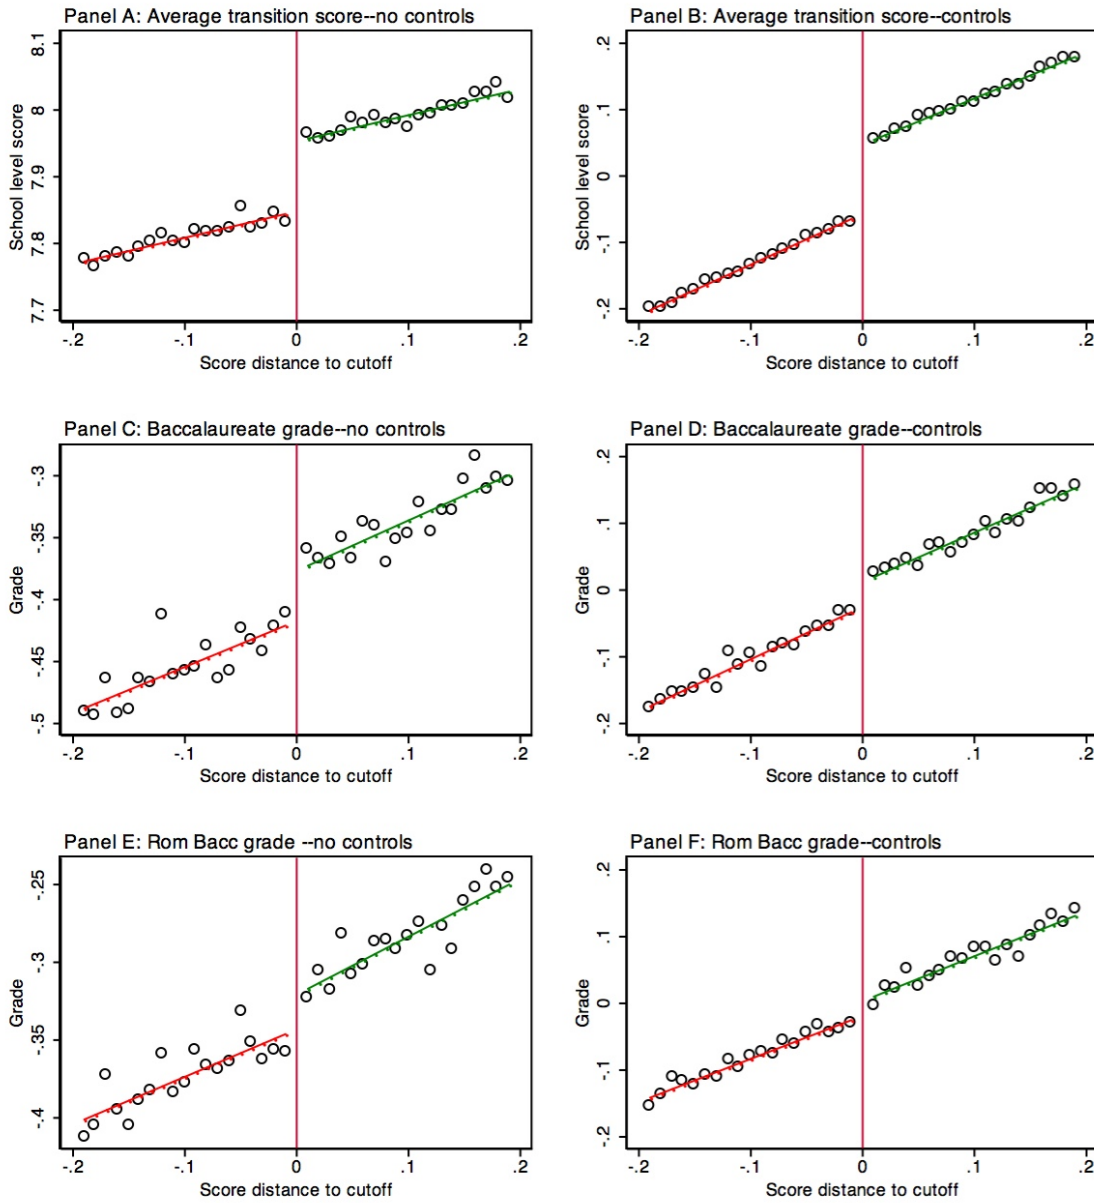 Panel A: Average transition score--no controls
School level score
8.1
8
7.9
7.8
7.7
-.2 -.1 0 .1 .2
Score distance to cutoff
Panel B: Average transition score--controls
School level score
.2
.1
0
-.1
-.2
-.2 -.1 0 .1 .2
Score distance to cutoff
Panel C: Baccalaureate grade--no controls
Grade
-.3
-.35
-.4
-.45
-.5
-.2 -.1 0 .1 .2
Score distance to cutoff
Panel D: Baccalaureate grade--controls
Grade
.2
.1
0
-.1
-.2
-.2 -.1 0 .1 .2
Score distance to cutoff
Panel E: Rom Bacc grade --no controls
Grade
-.25
-.3
-.35
-.4
-.2 -.1 0 .1 .2
Score distance to cutoff
Panel F: Rom Bacc grade--controls
Grade
.2
.1
0
-.1
-.2
-.2 -.1 0 .1 .2
Score distance to cutoff